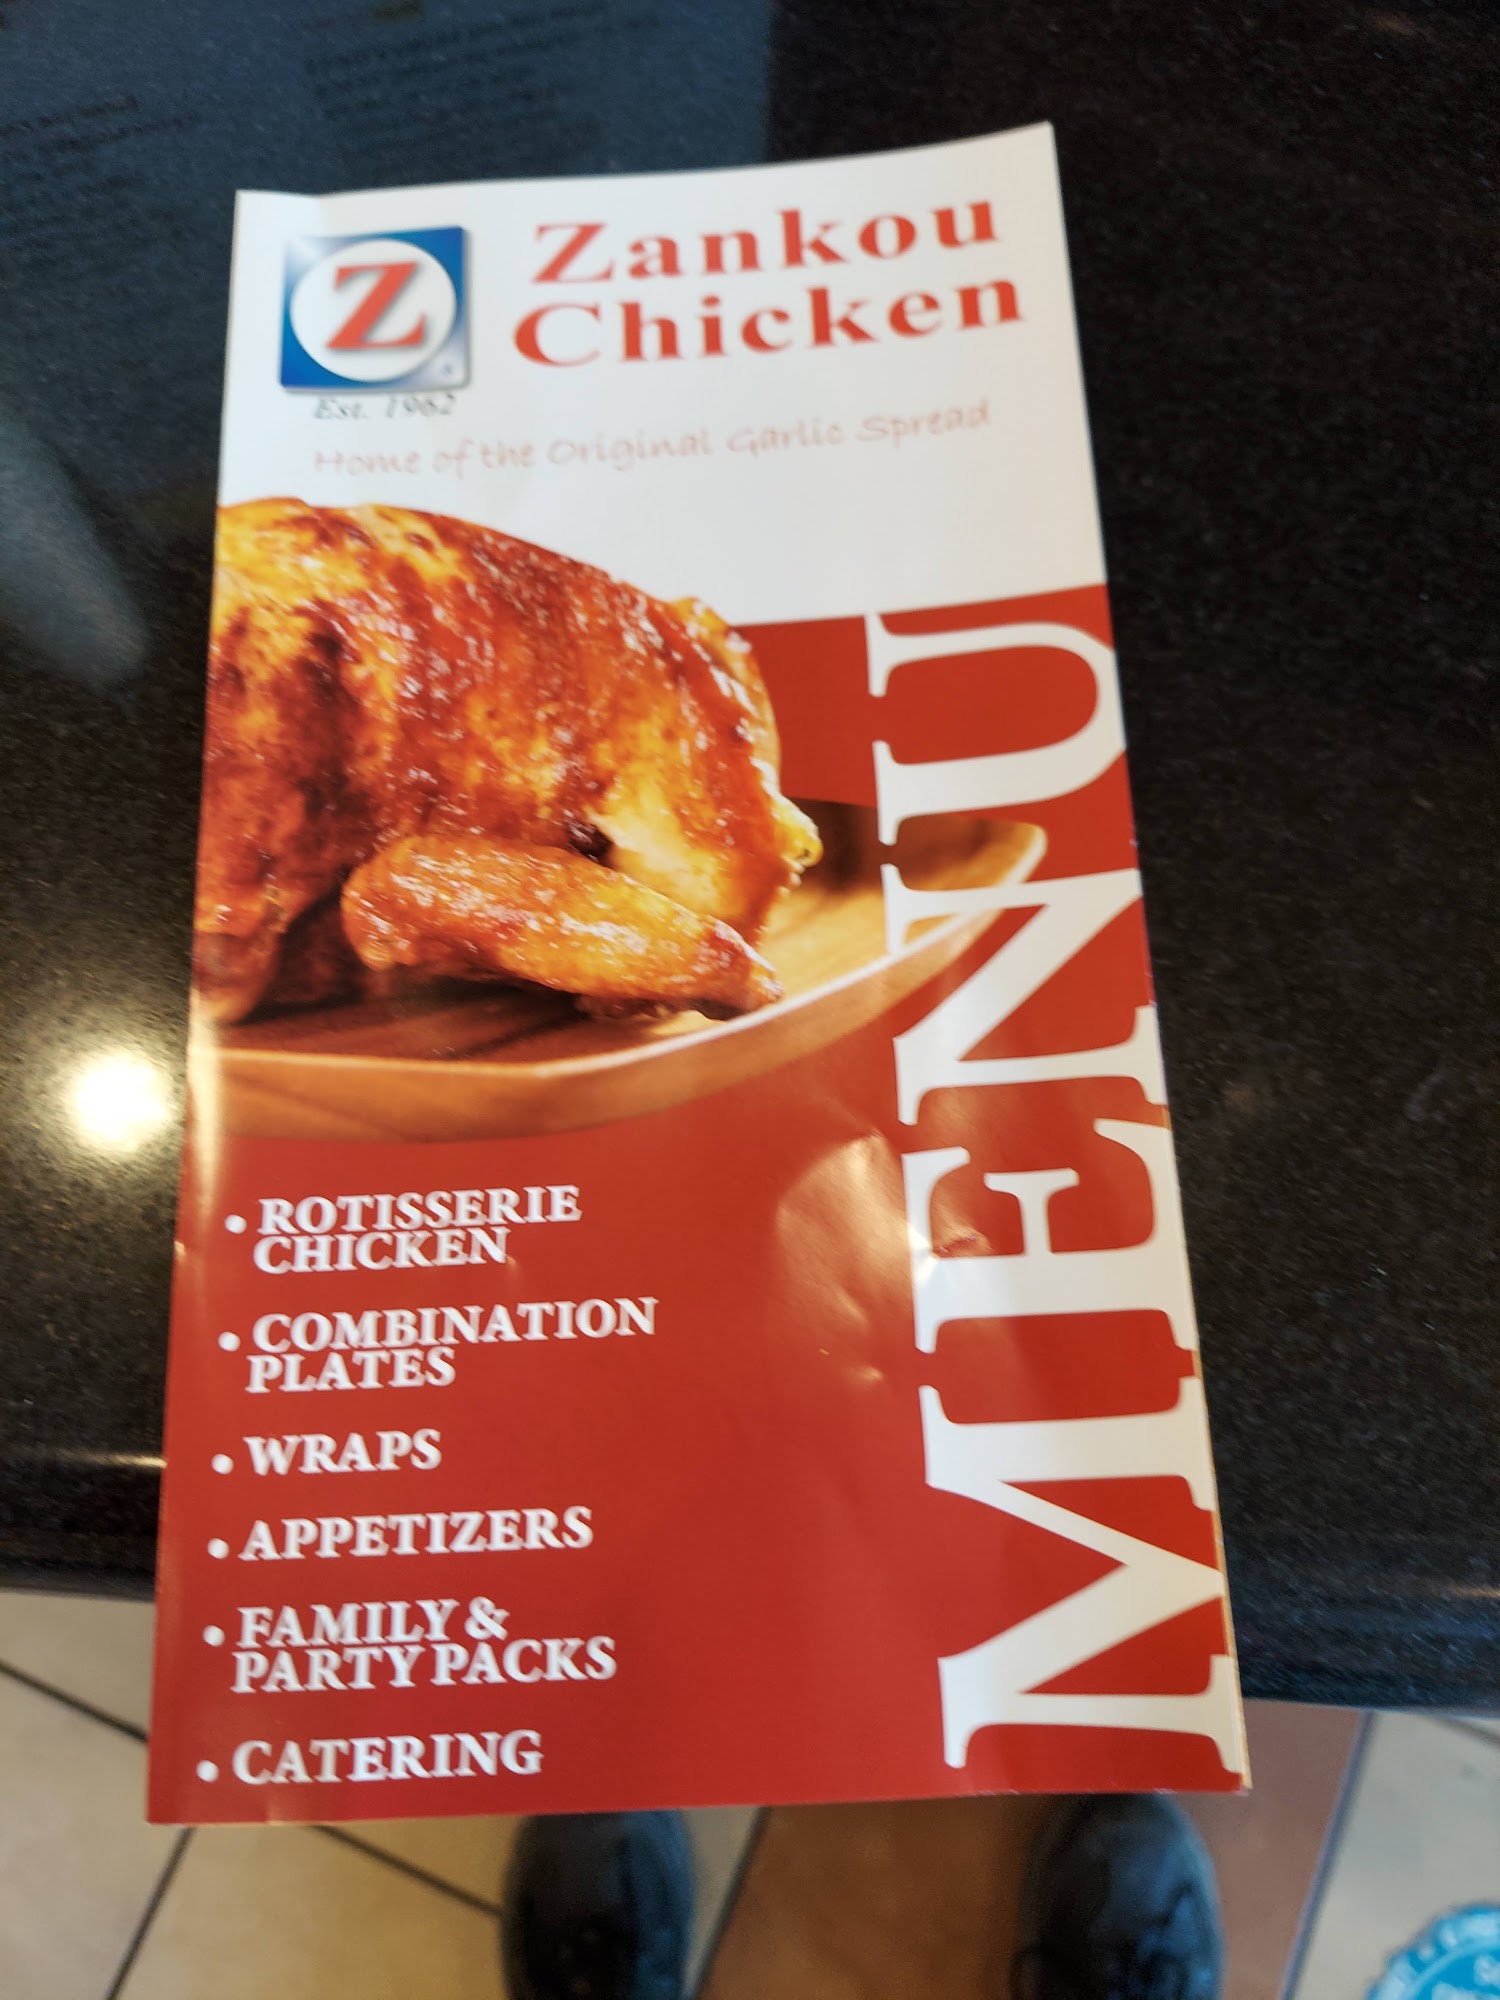 Z
Zankou
Chicken
Est. 1962
Home of the Original Garlic Spread
MENU
• ROTISSERIE
CHICKEN
• COMBINATION
PLATES
• WRAPS
• APPETIZERS
• FAMILY &
PARTY PACKS
• CATERING